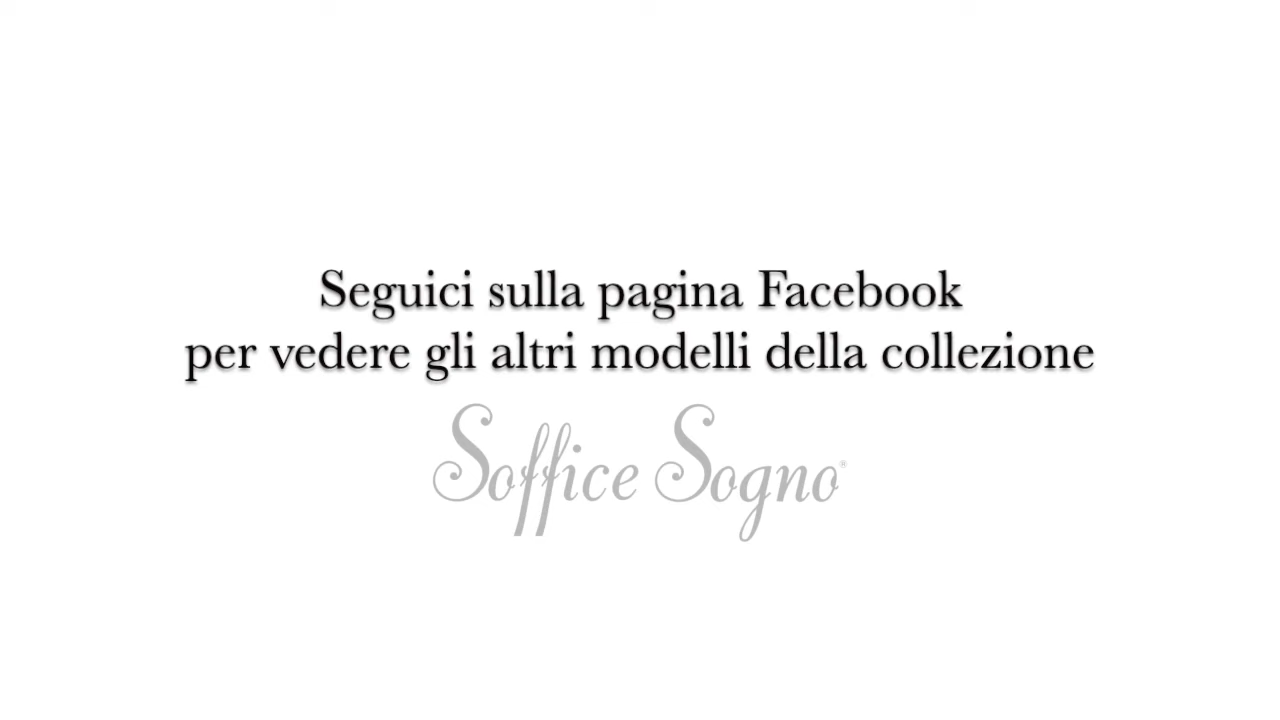 Seguici sulla pagina Facebook
per vedere gli altri modelli della collezione
Soffice Sogno®